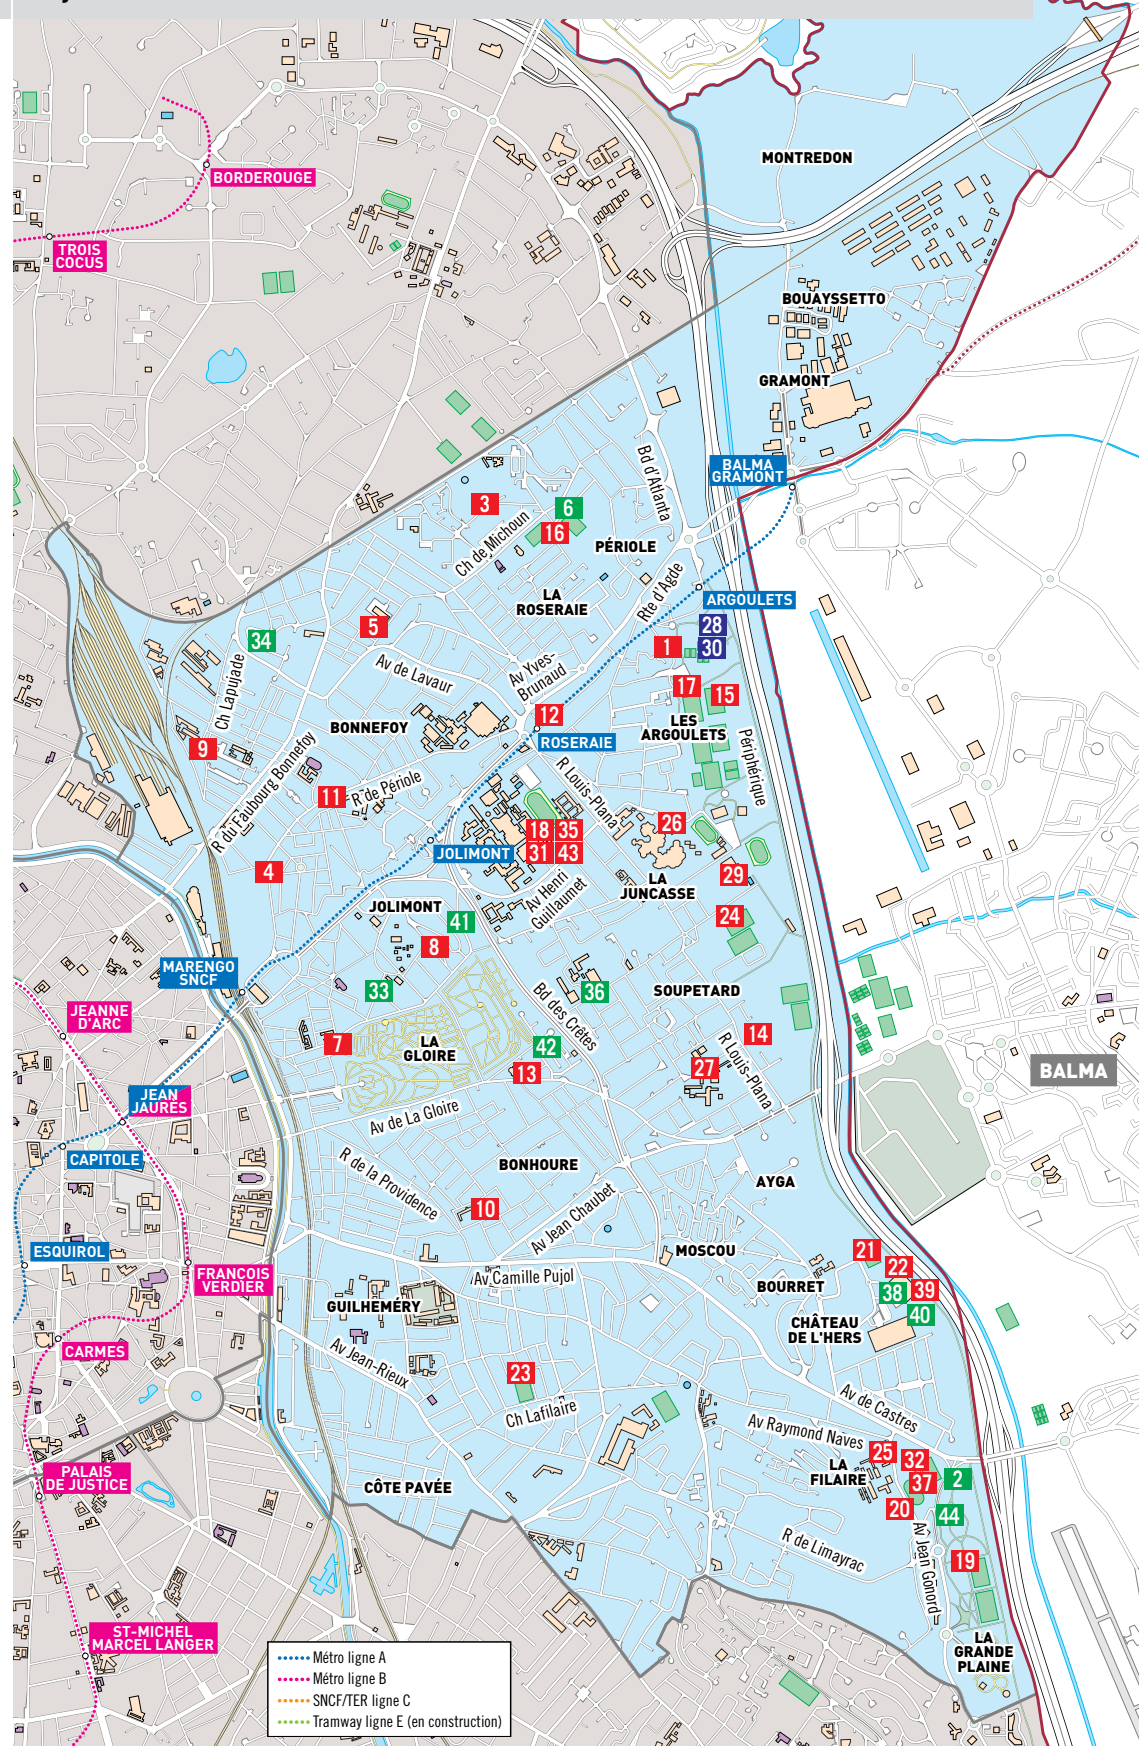 MONTREDON
BORDEROUGE
TROIS
COCUS
BOUAYSSETTO
GRAMONT
Bd d'Atlanta
BALMA
GRAMONT
3
6
16
Ch de Michoun
PÉRIOLE
LA
ROSERAIE
Rte d'Agde
ARGOULETS
5
34
28
1
30
Av de Lavaur
Av Yves-
Brunaud
Ch Lapujade
17
15
12
BONNEFOY
LES
ARGOULETS
9
ROSERAIE
Périphérique
R du Faubourg Bonnefoy
R de Périole
11
R Louis-Plana
18
35
26
JOLIMONT
31
43
4
29
LA
JUNCASSE
Av Henri
Guillaumet
JOLIMONT
41
24
8
MARENGO
SNCF
33
36
SOUPETARD
Bd des Crêtes
JEANNE
D'ARC
7
LA
GLOIRE
42
14
R Louis-Plana
13
27
BALMA
JEAN
JAURÈS
Av de La Gloire
CAPITOLE
BONHOURE
R de la Providence
AYGA
10
Av Jean Chaubet
ESQUIROL
MOSCOU
21
22
FRANÇOIS
VERDIER
Av Camille Pujol
BOURRET
38
39
GUILHEMÉRY
40
CHÂTEAU
DE L'HERS
CARMES
Av Jean-Rieux
23
Ch Lafilaire
Av de Castres
Av Raymond Naves
25
32
PALAIS
DE JUSTICE
CÔTE PAVÉE
LA
FILAIRE
37
2
20
44
R de Limayrac
Av Jean Gonord
19
ST-MICHEL
MARCEL LANGER
LA
GRANDE
PLAINE
Métro ligne A
Métro ligne B
SNCF/TER ligne C
Tramway ligne E (en construction)